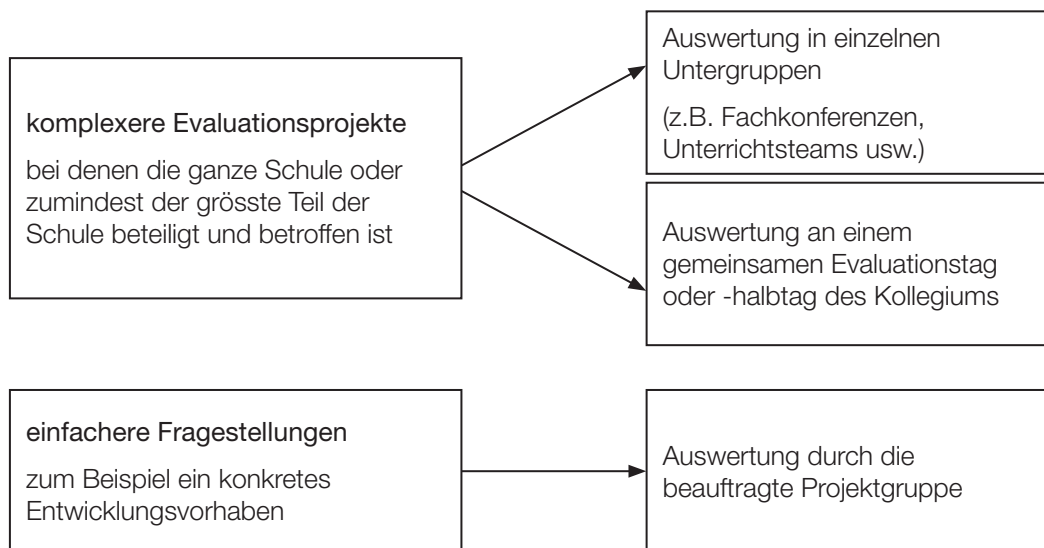 komplexere Evaluationsprojekte
bei denen die ganze Schule oder
zumindest der grösste Teil der
Schule beteiligt und betroffen ist
Auswertung in einzelnen
Untergruppen
(z.B. Fachkonferenzen,
Unterrichtsteams usw.)
Auswertung an einem
gemeinsamen Evaluationstag
oder -halbtag des Kollegiums
einfachere Fragestellungen
zum Beispiel ein konkretes
Entwicklungsvorhaben
Auswertung durch die
beauftragte Projektgruppe